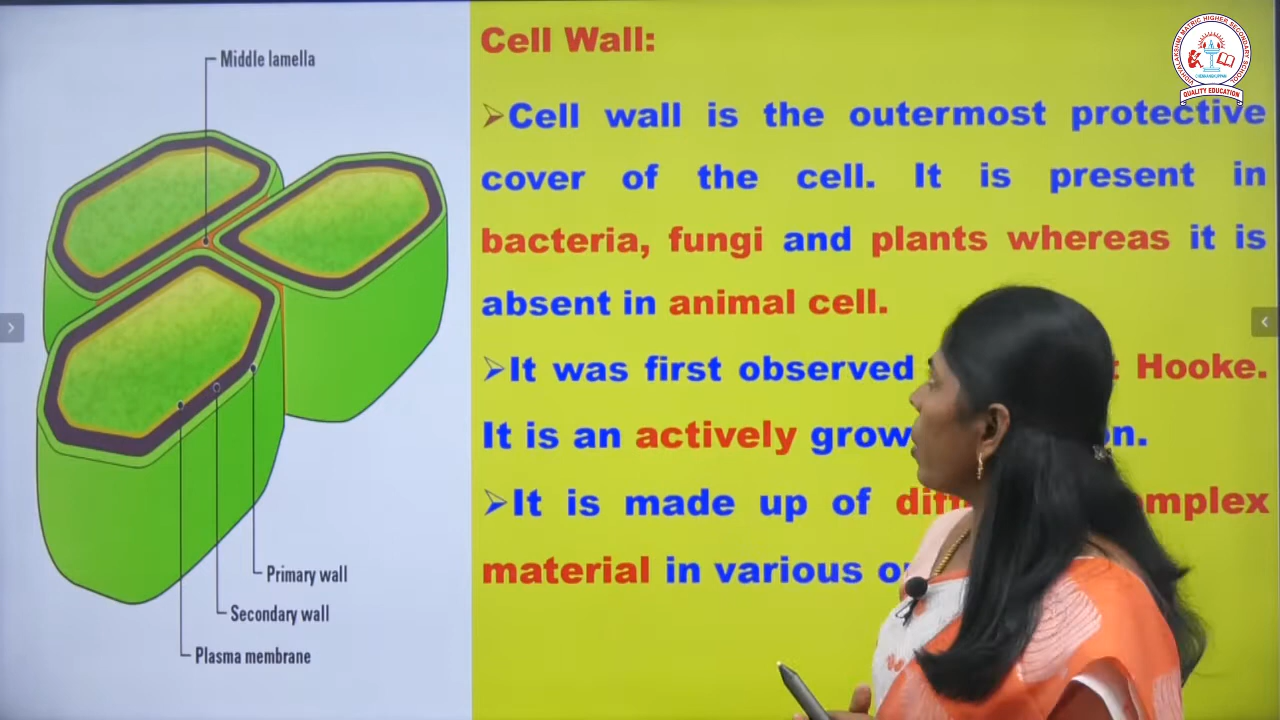 Middle lamella
Primary wall
Secondary wall
Plasma membrane
Cell Wall:
➢Cell wall is the outermost protective
cover of the cell. It is present in
bacteria, fungi and plants whereas it is
absent in animal cell.
➢It was first observed Hooke.
It is an actively
➢It is made up of
material in various
QUALITY EDUCATION